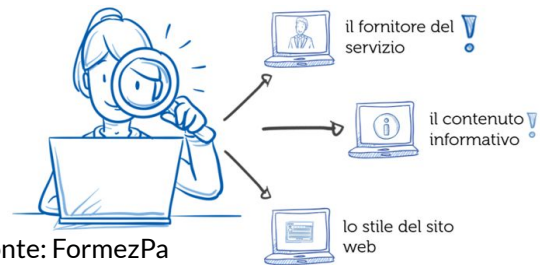 il fornitore del
servizio
il contenuto
informativo
lo stile del sito
web
nte: FormezPa